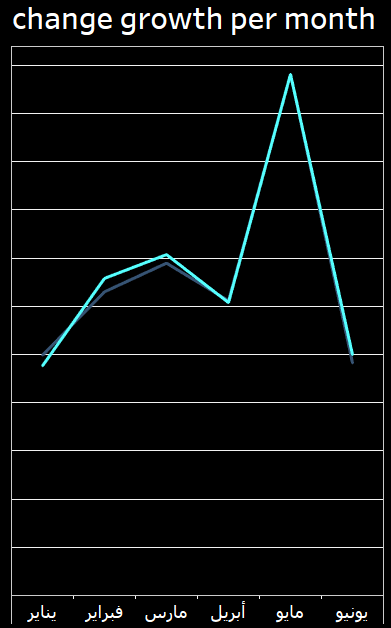 change growth per month
يناير
فبراير
مارس
أبريل
مايو
يونيو